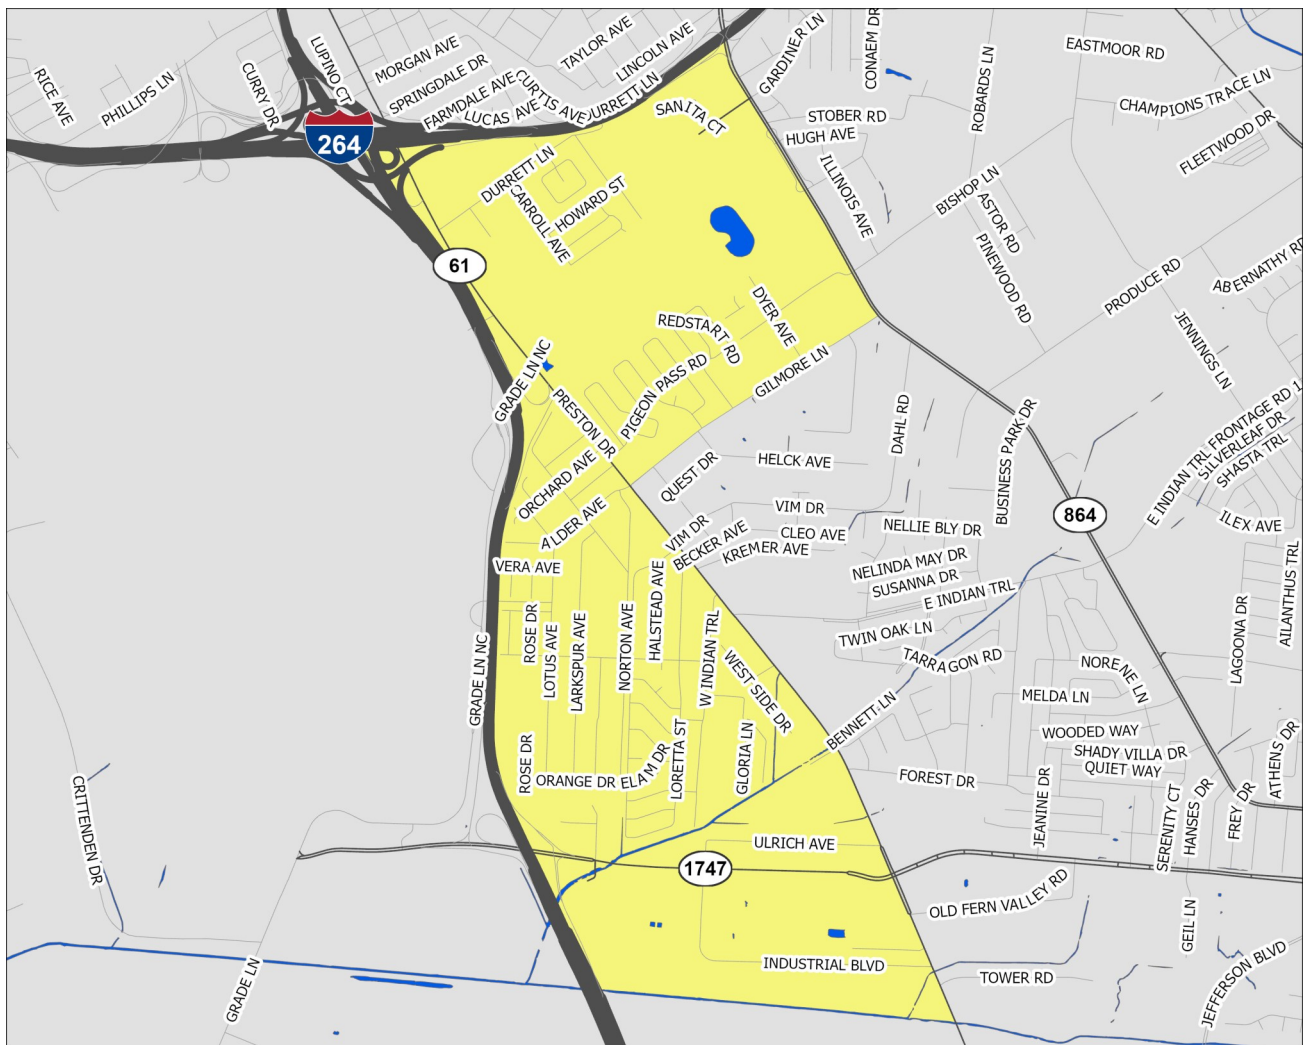 EASTMOOR RD
CONAEM DR
GARDINER LN
TAYLOR AVE
LINCOLN AVE
MORGAN AVE
LUPINO CT
SPRINGDALE DR
CURTIS AVE
FARMDALE AVE
LUCAS AVE
DURRETT LN
RICE AVE
PHILLIPS LN
CURRY DR
ROBARDS LN
CHAMPIONS TRACE LN
FLEETWOOD DR
SANITA CT
STOBER RD
HUGH AVE
264
ILLINOIS AVE
DURRETT LN
CARROLL AVE
HOWARD ST
BISHOP LN
ASTOR RD
PINEWOOD RD
61
PRODUCE RD
ABERNATHY RD
DYER AVE
REDSTART RD
JENNINGS LN
GRADE LN NC
PIGEON PASS RD
GILMORE LN
PRESTON DR
DAHL RD
BUSINESS PARK DR
E INDIAN TRL
FRONTAGE RD 1
SILVERLEAF DR
SHASTA TRL
ORCHARD AVE
QUEST DR
HELCK AVE
ALDER AVE
VIM DR
VIM DR
864
ILEX AVE
NELLIE BLY DR
CLEO AVE
BECKER AVE
KREMER AVE
VERA AVE
NELINDA MAY DR
SUSANNA DR
E INDIAN TRL
AILANTHUS TRL
ROSE DR
LOTUS AVE
LARKSPUR AVE
NORTON AVE
HALSTEAD AVE
W INDIAN TRL
TWIN OAK LN
TARRAGON RD
LAGOONA DR
GRADE LN NC
WEST SIDE DR
NORENE LN
MELDA LN
BENNETT LN
WOODED WAY
SHADY VILLA DR
QUIET WAY
ROSE DR
ORANGE DR
ELAM DR
LORETTA ST
GLORIA LN
FOREST DR
ATHENS DR
CRITTENDEN DR
JEANINE DR
SERENITY CT
HANSES DR
FREY DR
ULRICH AVE
1747
OLD FERN VALLEY RD
GEIL LN
INDUSTRIAL BLVD
TOWER RD
GRADE LN
JEFFERSON BLVD